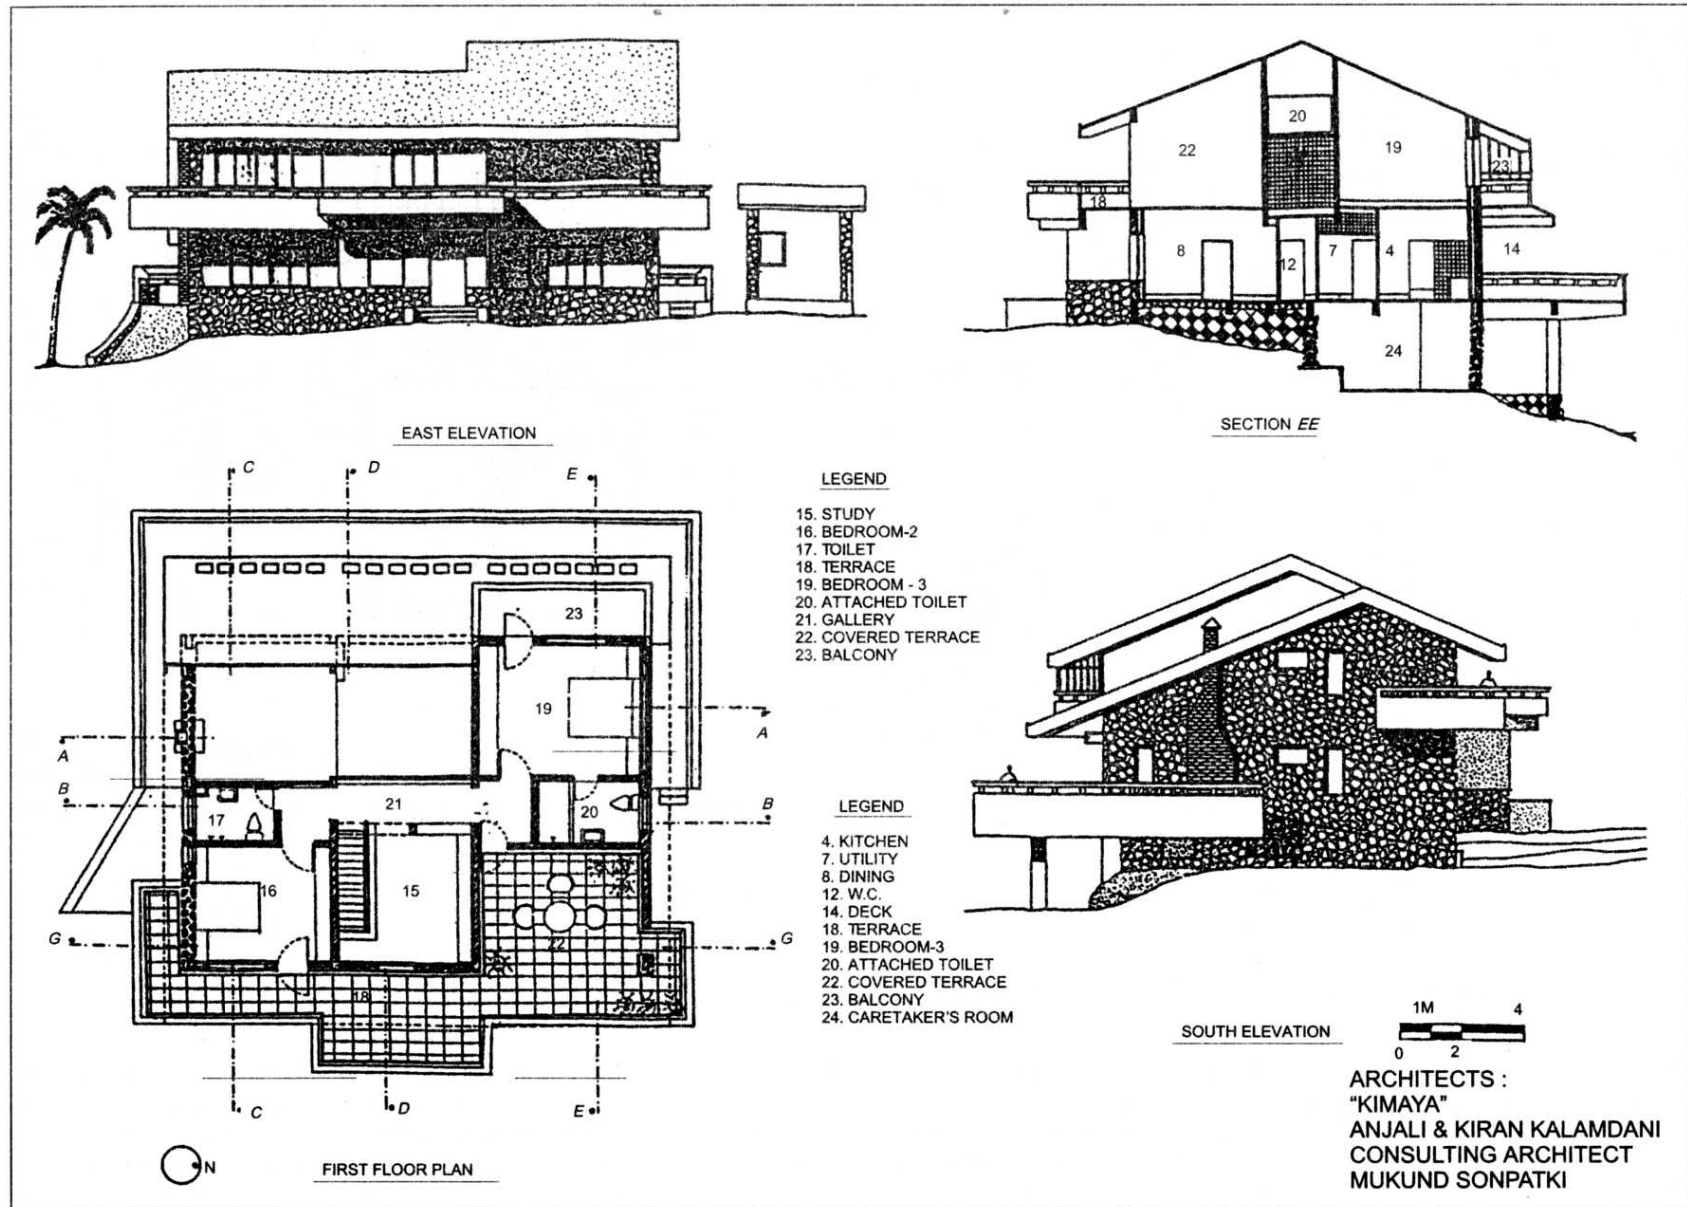 20
22
19
23
18
8
12
7
4
14
24
EAST ELEVATION
SECTION EE
C
D
E
LEGEND
15. STUDY
16. BEDROOM-2
17. TOILET
18. TERRACE
19. BEDROOM - 3
20. ATTACHED TOILET
21. GALLERY
22. COVERED TERRACE
23. BALCONY
23
19
A
A
B
B
21
17
20
16
15
22
G
G
18
C
D
E
LEGEND
4. KITCHEN
7. UTILITY
8. DINING
12. W.C.
14. DECK
18. TERRACE
19. BEDROOM-3
20. ATTACHED TOILET
22. COVERED TERRACE
23. BALCONY
24. CARETAKER'S ROOM
N
FIRST FLOOR PLAN
SOUTH ELEVATION
1M 4
0 2
ARCHITECTS :
"KIMAYA"
ANJALI & KIRAN KALAMDANI
CONSULTING ARCHITECT
MUKUND SONPATKI